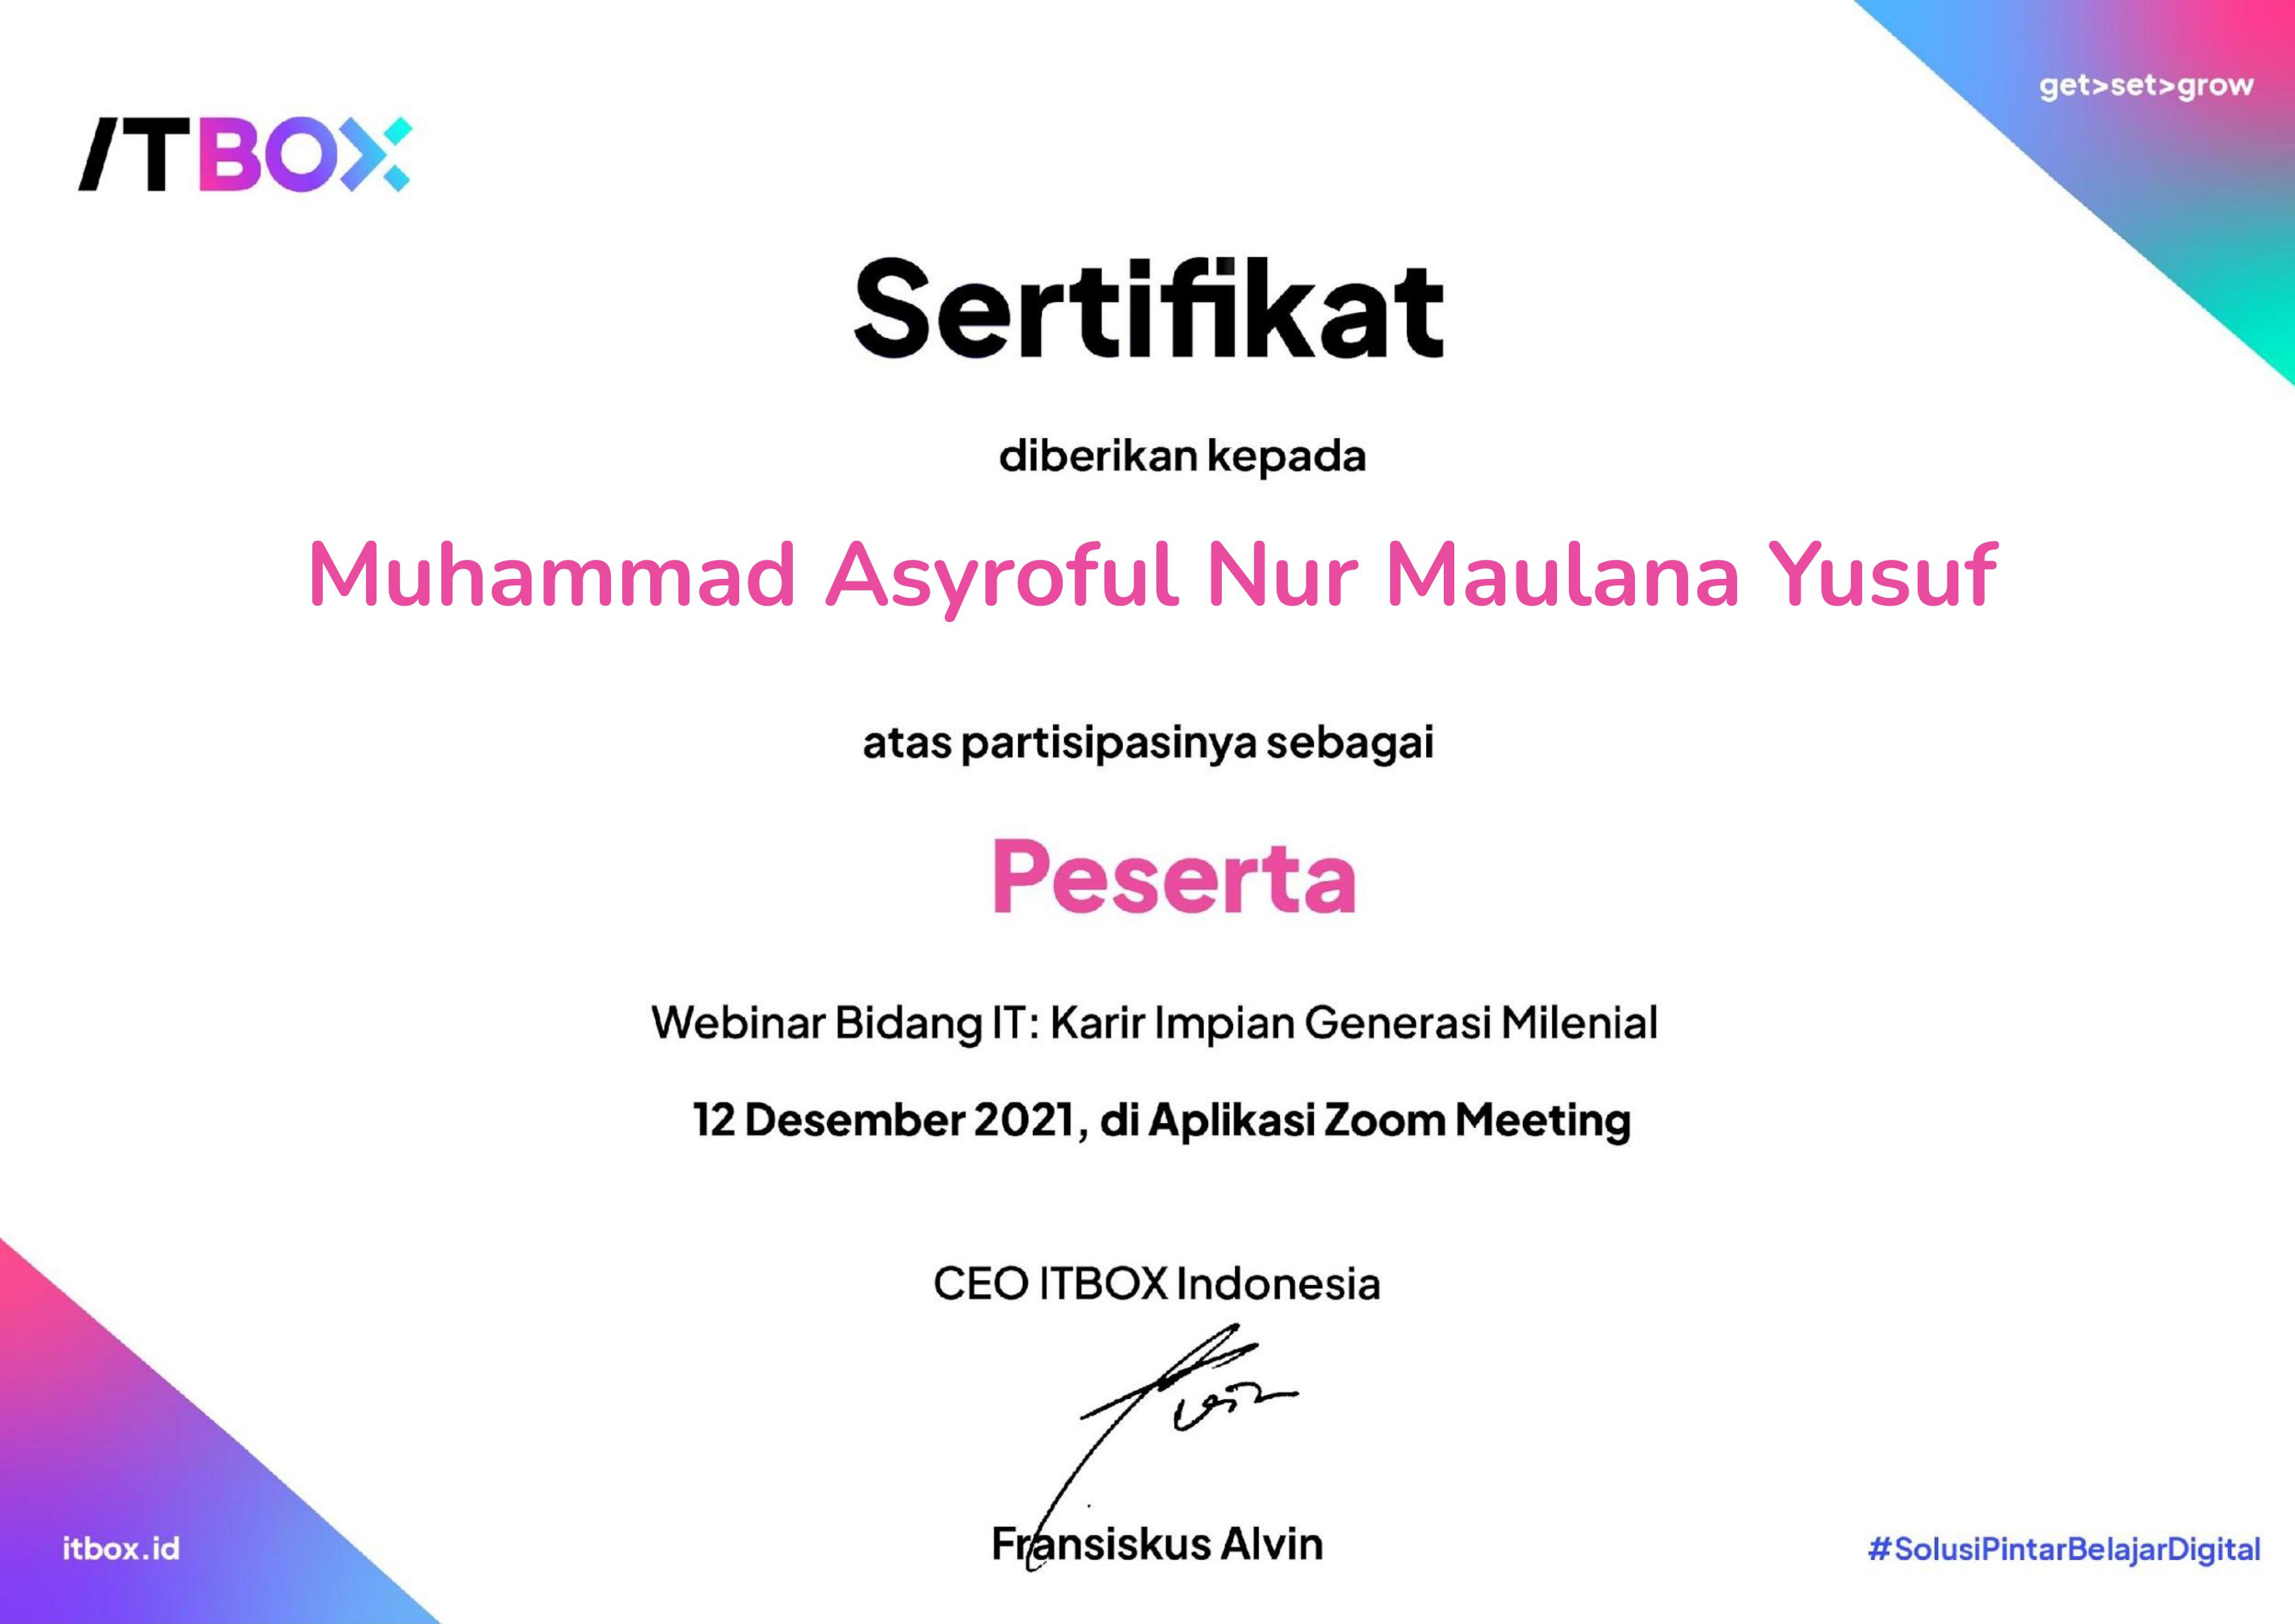 get>set>grow
ITBOX
Sertifikat
diberikan kepada
Muhammad Asyroful Nur Maulana Yusuf
atas partisipasinya sebagai
Peserta
Webinar Bidang IT: Karir Impian Generasi Milenial
12 Desember 2021, di Aplikasi Zoom Meeting
CEO ITBOX Indonesia
Fransiskus Alvin
itbox.id
#SolusiPintarBelajarDigital